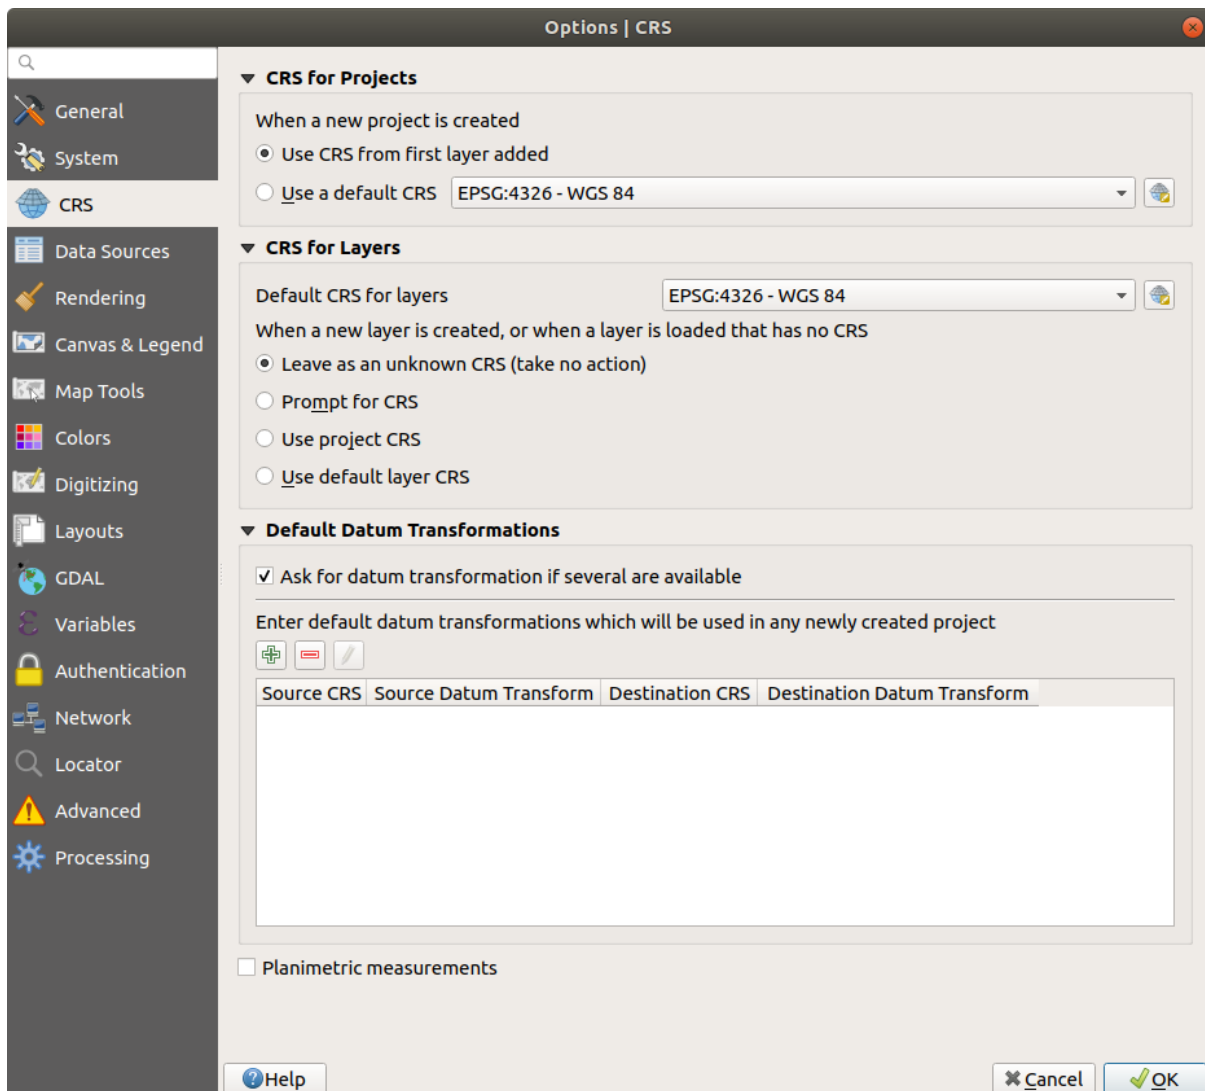 Options | CRS
General
System
CRS
Data Sources
Rendering
Canvas & Legend
Map Tools
Colors
Digitizing
Layouts
GDAL
Variables
Authentication
Network
Locator
Advanced
Processing
CRS for Projects
When a new project is created
Use CRS from first layer added
Use a default CRS EPSG:4326 - WGS 84
CRS for Layers
Default CRS for layers EPSG:4326 - WGS 84
When a new layer is created, or when a layer is loaded that has no CRS
Leave as an unknown CRS (take no action)
Prompt for CRS
Use project CRS
Use default layer CRS
Default Datum Transformations
Ask for datum transformation if several are available
Enter default datum transformations which will be used in any newly created project
Source CRS Source Datum Transform Destination CRS Destination Datum Transform
Planimetric measurements
Help Cancel OK